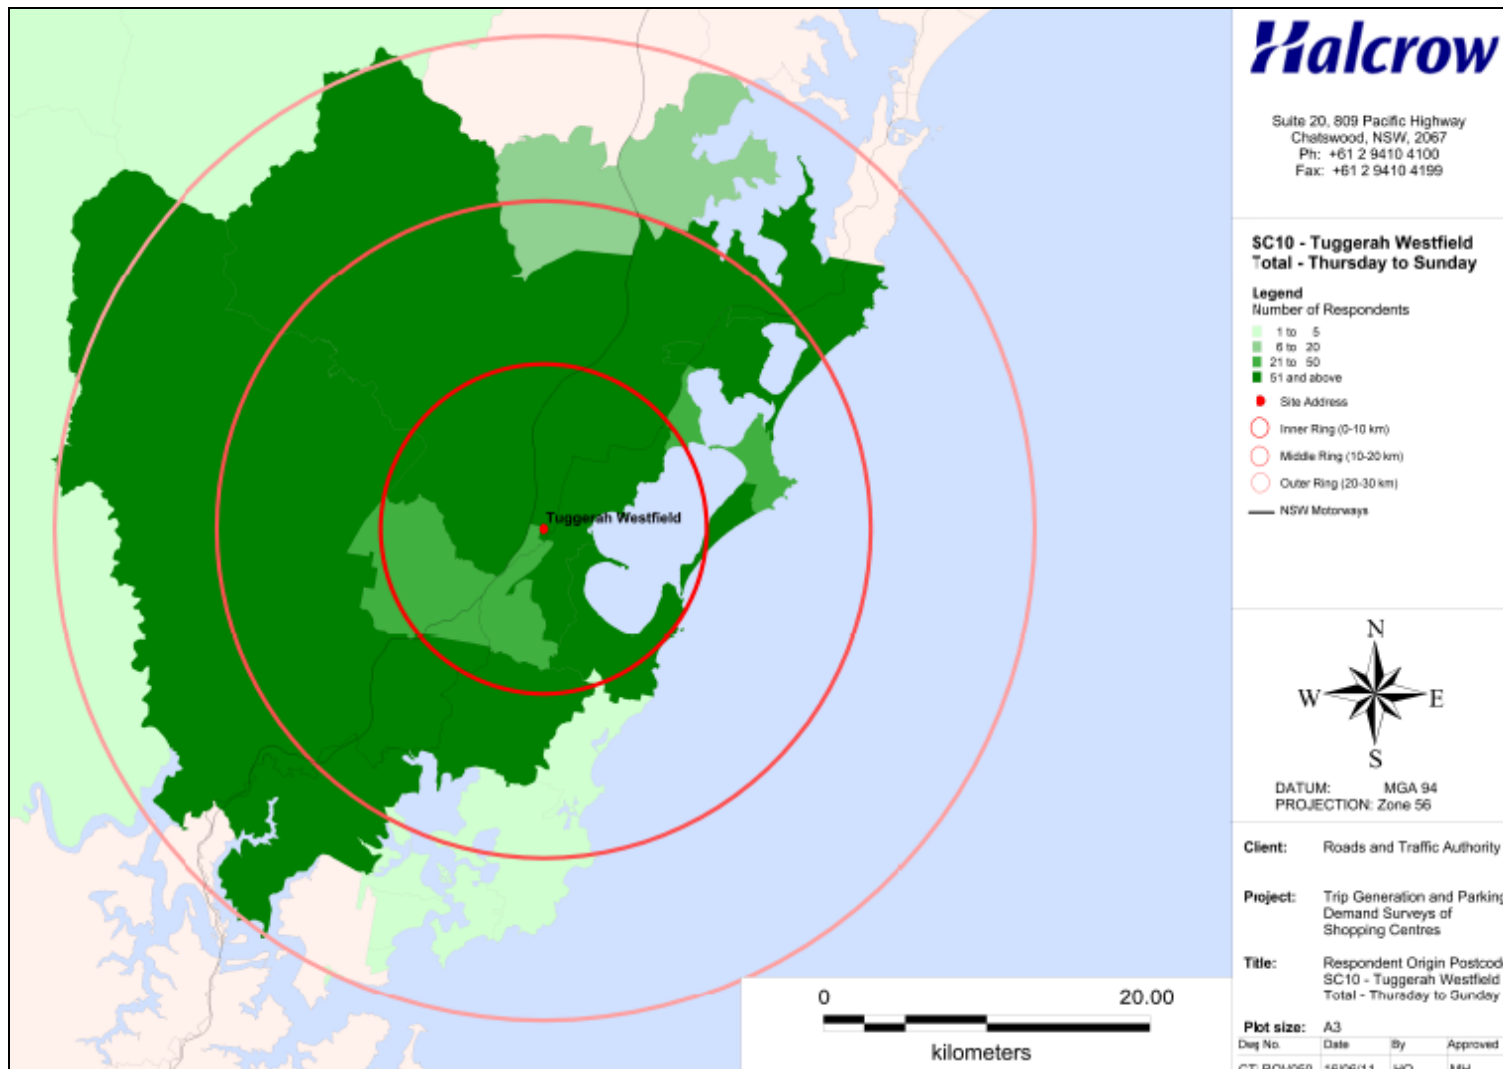 Halcrow
Suite 20, 809 Pacific Highway
Chatswood, NSW, 2067
Ph: +61 2 9410 4100
Fax: +61 2 9410 4199
SC10 - Tuggerah Westfield
Total - Thursday to Sunday
Legend
Number of Respondents
1 to 5
6 to 20
21 to 50
51 and above
Site Address
Inner Ring (0-10 km)
Middle Ring (10-20 km)
Outer Ring (20-30 km)
NSW Motorways
Tuggerah Westfield
N
W E
S
DATUM: MGA 94
PROJECTION: Zone 56
Client: Roads and Traffic Authority
Project: Trip Generation and Parking
Demand Surveys of
Shopping Centres
Title: Respondent Origin Postcod
SC10 - Tuggerah Westfield
Total - Thursday to Sunday
0 20.00
kilometers
Plot size: A3
Dwg No. Date By Approved